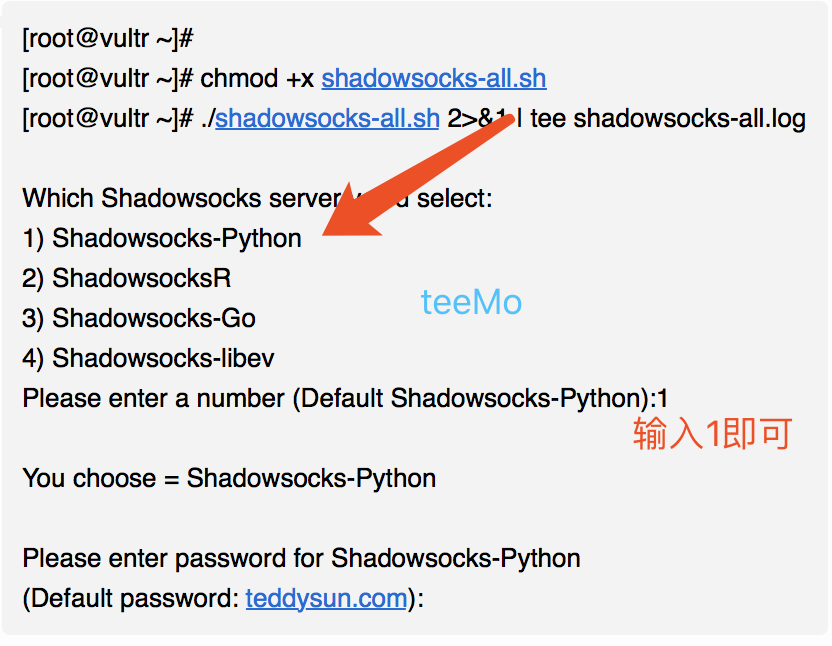 [root@vultr ~]#
[root@vultr ~]# chmod +x shadowsocks-all.sh
[root@vultr ~]# ./shadowsocks-all.sh 2>&1 | tee shadowsocks-all.log
Which Shadowsocks server select:
1) Shadowsocks-Python
2) ShadowsocksR
3) Shadowsocks-Go
teeMo
4) Shadowsocks-libev
Please enter a number (Default Shadowsocks-Python):1
输入1即可
You choose = Shadowsocks-Python
Please enter password for Shadowsocks-Python
(Default password: teddysun.com):